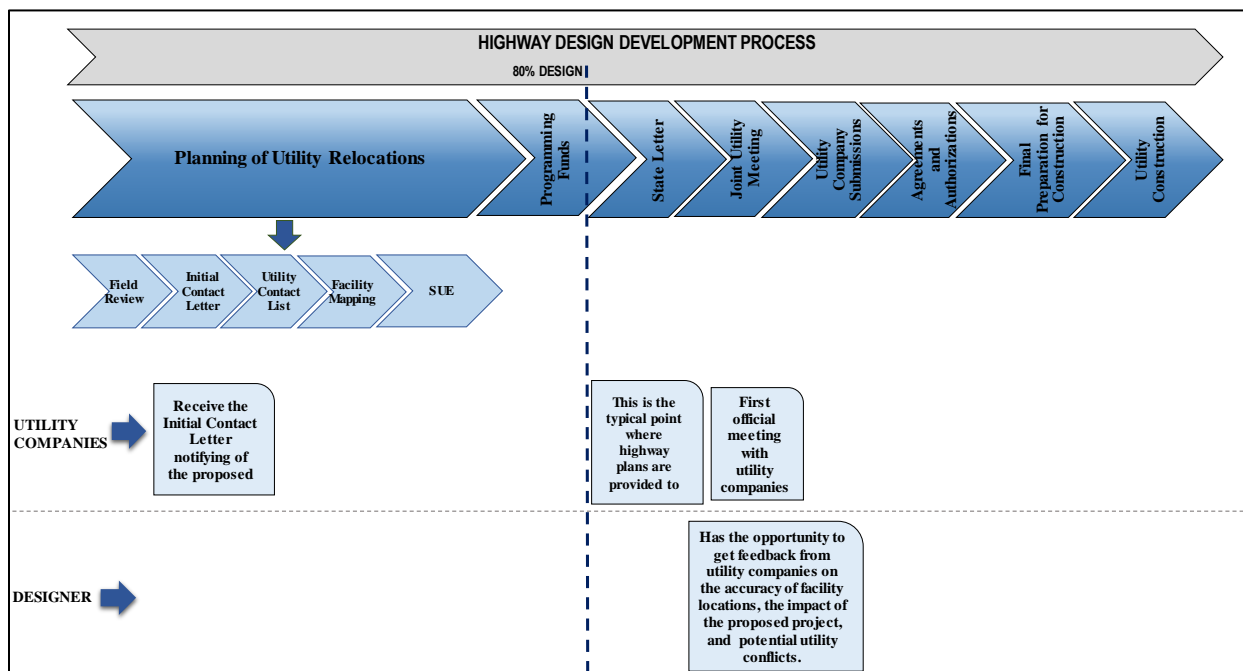 HIGHWAY DESIGN DEVELOPMENT PROCESS
80% DESIGN
Planning of Utility Relocations
Programming
Funds
State Letter
Joint Utility
Meeting
Utility
Company
Submissions
Agreements
and
Authorizations
Final
Preparation for
Construction
Utility
Construction
Field
Review
Initial
Contact
Letter
Utility
Contact
List
Facility
Mapping
SUE
UTILITY
COMPANIES
Receive the
Initial Contact
Letter
notifying of
the proposed
This is the
typical point
where
highway
plans are
provided to
First
official
meeting
with
utility
companies
DESIGNER
Has the opportunity to
get feedback from
utility companies on
the accuracy of facility
locations, the impact of
the proposed project,
and potential utility
conflicts.